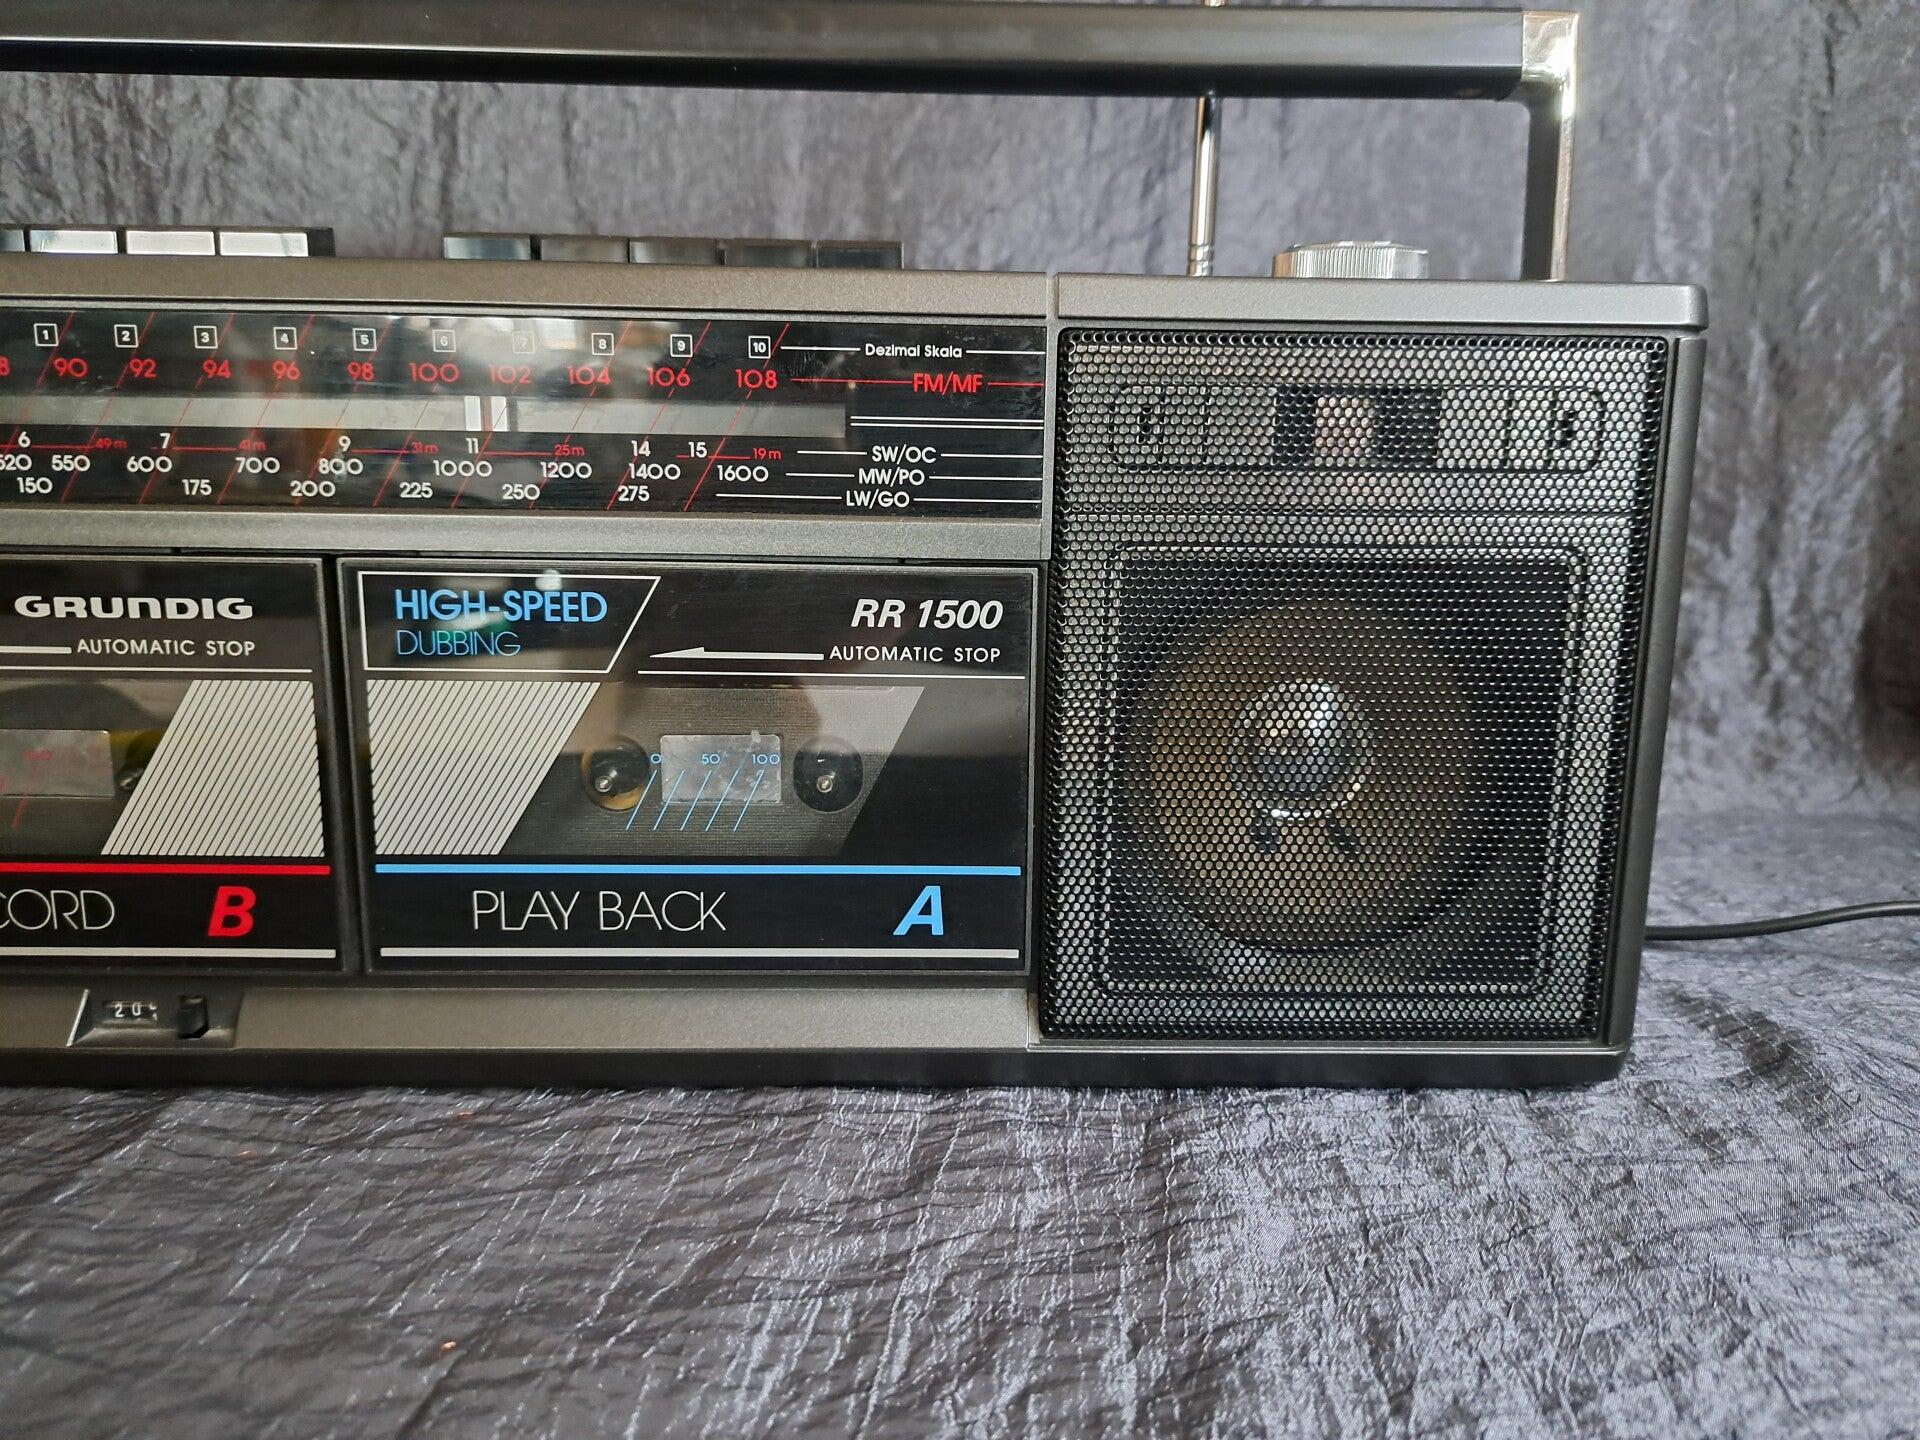 1 2 3 4 5 6 7 8 9 10 Dezimal Skala
8 90 92 94 96 98 100 102 104 106 108 FM/MF
6 49m 7 41m 9 31m 11 25m 14 15 19m SW/OC
520 550 600 700 800 1000 1200 1400 1600 MW/PO
150 175 200 225 250 275 LW/GO
GRUNDIG
AUTOMATIC STOP
HIGH-SPEED
DUBBING
RR 1500
AUTOMATIC STOP
0 50 100
CORD B
PLAY BACK A
20